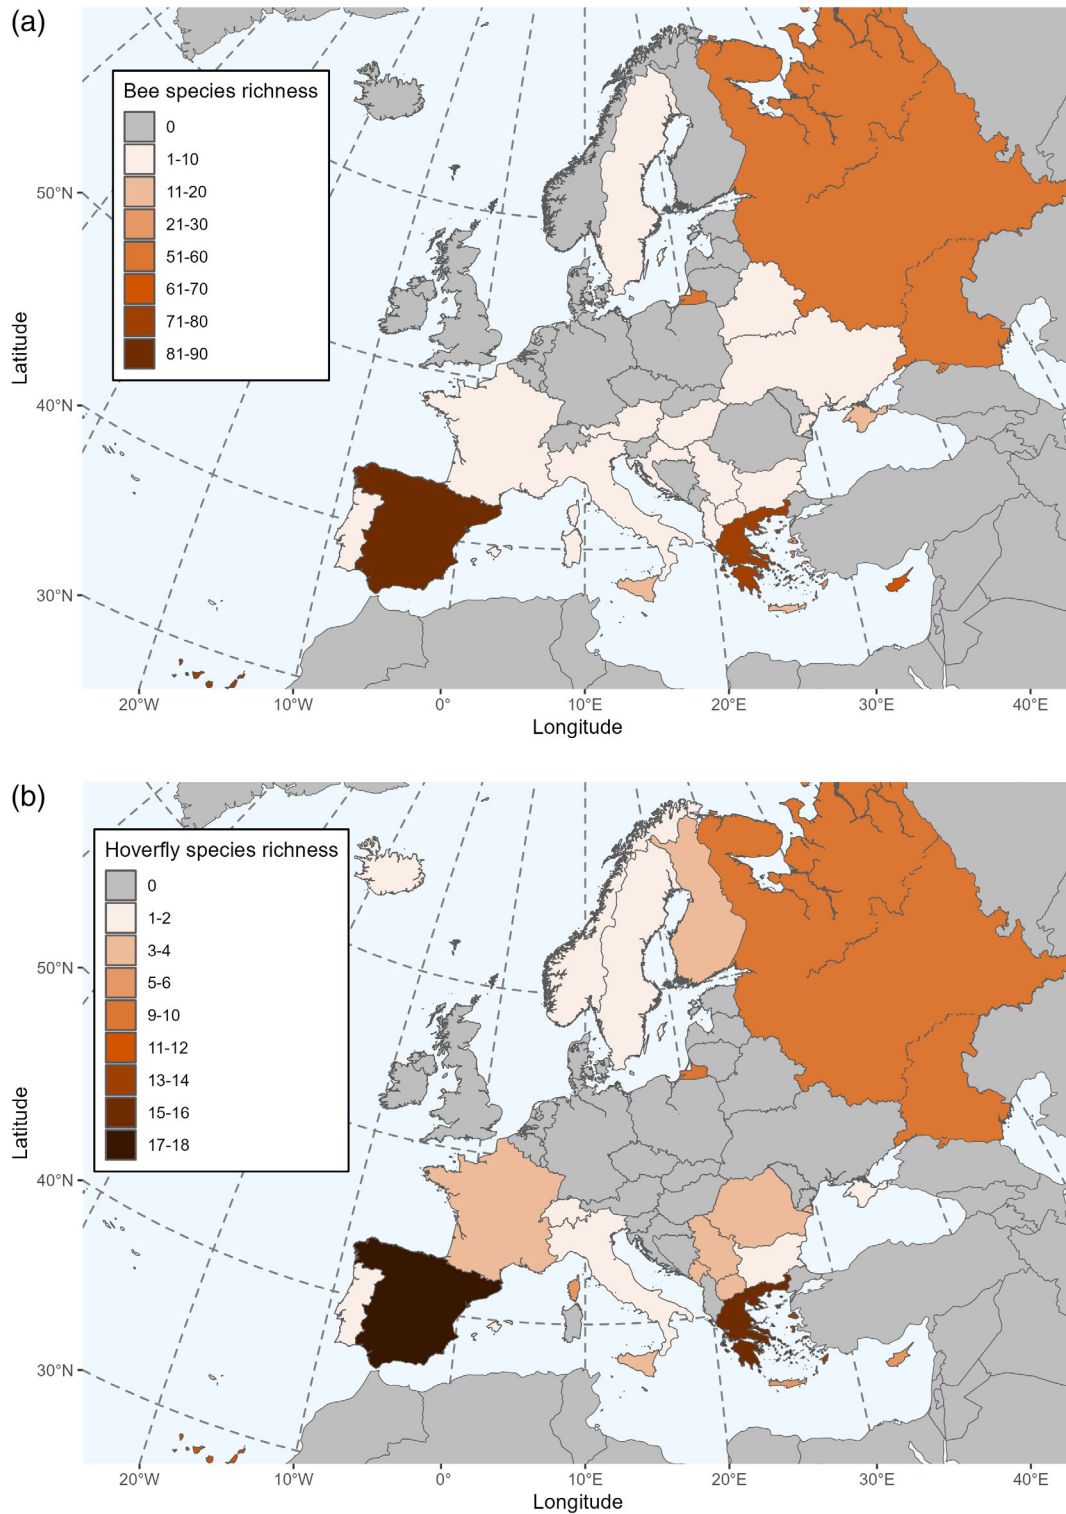 (a)
Bee species richness
0
1-10
11-20
21-30
51-60
61-70
71-80
81-90
50°N
40°N
30°N
Latitude
20°W 10°W 0° 10°E 20°E 30°E 40°E
Longitude
(b)
Hoverfly species richness
0
1-2
3-4
5-6
9-10
11-12
13-14
15-16
17-18
50°N
40°N
30°N
Latitude
20°W 10°W 0° 10°E 20°E 30°E 40°E
Longitude